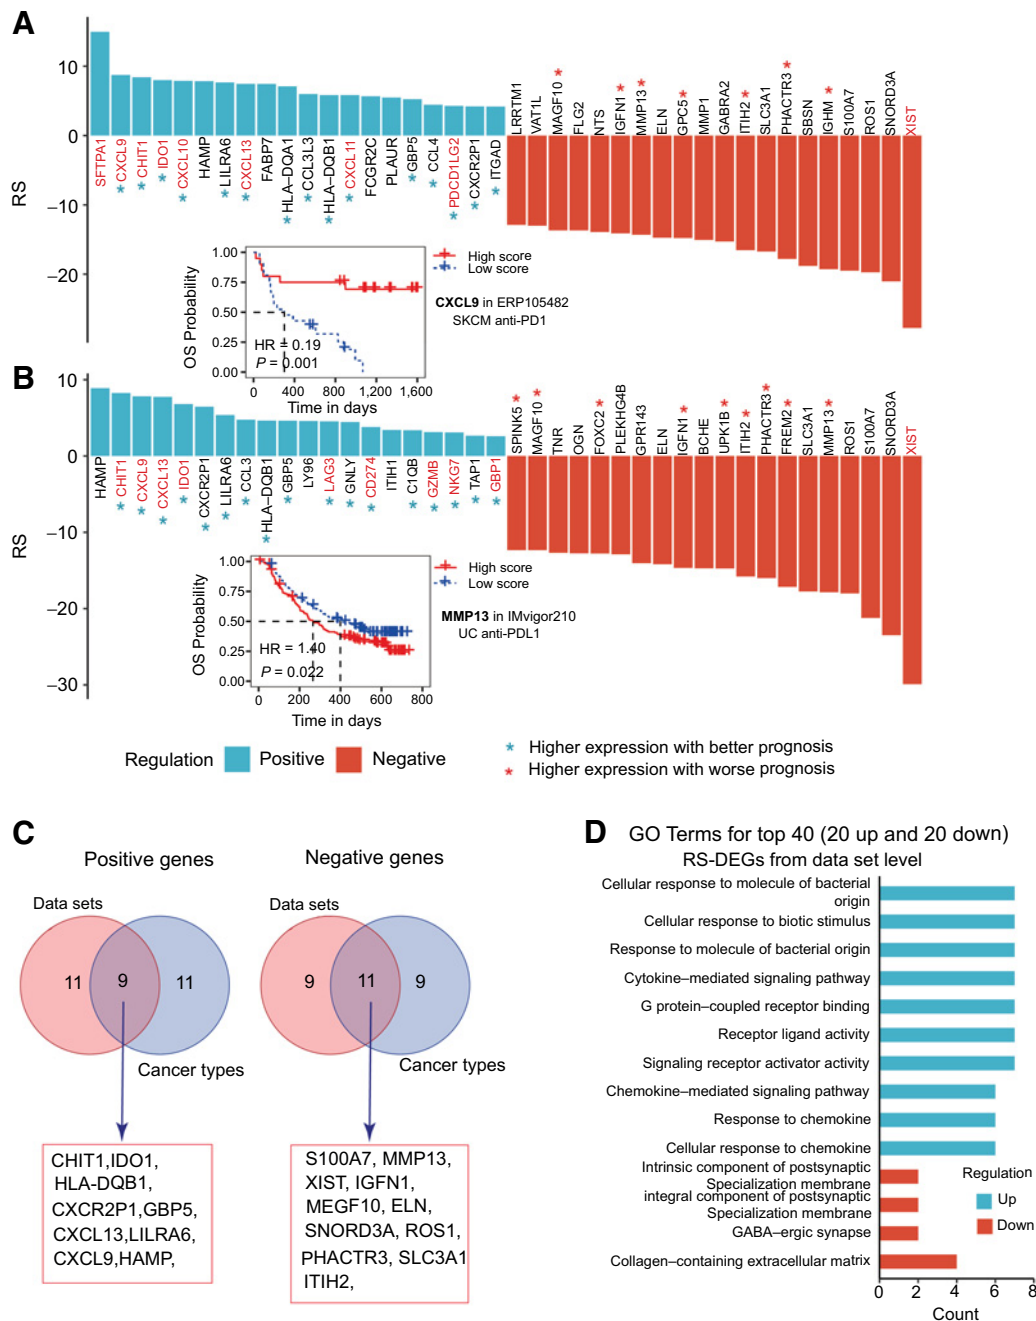 A
10
0
−10
−20
RS
SFTPA1
CXCL9
CHIT1
IDO1
CXCL10
HAMP
LILRA6
CXCL13
FABP7
HLA−DQA1
CCL3L3
HLA−DQB1
CXCL11
FCGR2C
PLAUR
GBP5
CCL4
PDCD1LG2
CXCR2P1
ITGAD
LRRTM1
VAT1L
MAGF10
FLG2
NTS
IGFN1
MMP13
ELN
GPC5
MMP1
GABRA2
ITIH2
SLC3A1
PHACTR3
SBSN
IGHM
S100A7
ROS1
SNORD3A
XIST
1.00
0.75
0.50
0.25
0.00
OS Probability
HR = 0.19
P = 0.001
0 400 800 1,200 1,600
Time in days
High score
Low score
CXCL9 in ERP105482
SKCM anti-PD1
B
10
0
−10
−20
−30
RS
HAMP
CHIT1
CXCL9
CXCL13
IDO1
CXCR2P1
LILRA6
CCL3
HLA−DQB1
GBP5
LY96
LAG3
GNLY
CD274
ITIH1
C1QB
GZMB
NKG7
TAP1
GBP1
SPINK5
MAGF10
TNR
OGN
FOXC2
PLEKHG4B
GPR143
ELN
IGFN1
BCHE
UPK1B
ITIH2
PHACTR3
FREM2
SLC3A1
MMP13
ROS1
S100A7
SNORD3A
XIST
1.00
0.75
0.50
0.25
0.00
OS Probability
HR = 1.40
P = 0.022
0 200 400 600 800
Time in days
High score
Low score
MMP13 in IMvigor210
UC anti-PDL1
Regulation Positive Negative
* Higher expression with better prognosis
* Higher expression with worse prognosis
C
Positive genes
Data sets
11 9 11
Cancer types
CHIT1,IDO1,
HLA-DQB1,
CXCR2P1,GBP5,
CXCL13,LILRA6,
CXCL9,HAMP,
Negative genes
Data sets
9 11 9
Cancer types
S100A7, MMP13,
XIST, IGFN1,
MEGF10, ELN,
SNORD3A, ROS1,
PHACTR3, SLC3A1
ITIH2,
D
GO Terms for top 40 (20 up and 20 down)
RS-DEGs from data set level
Cellular response to molecule of bacterial
origin
Cellular response to biotic stimulus
Response to molecule of bacterial origin
Cytokine−mediated signaling pathway
G protein−coupled receptor binding
Receptor ligand activity
Signaling receptor activator activity
Chemokine−mediated signaling pathway
Response to chemokine
Cellular response to chemokine
Intrinsic component of postsynaptic
Specialization membrane
integral component of postsynaptic
Specialization membrane
GABA−ergic synapse
Collagen−containing extracellular matrix
Regulation
Up
Down
0 2 4 6 8
Count